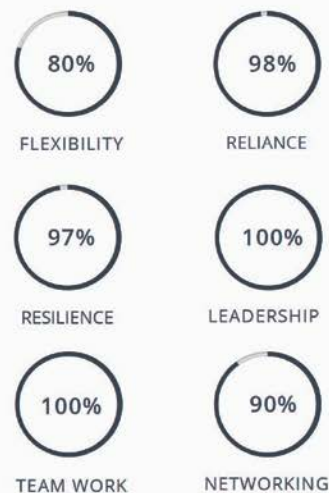 80%
98%
FLEXIBILITY
RELIANCE
97%
100%
RESILIENCE
LEADERSHIP
100%
90%
TEAM WORK
NETWORKING